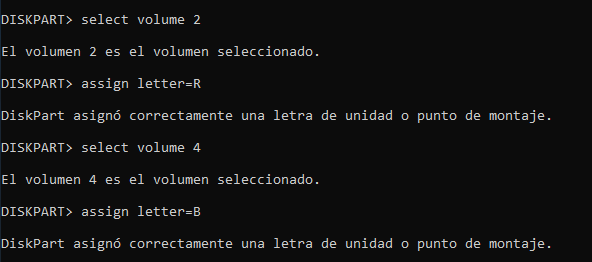 DISKPART> select volume 2
El volumen 2 es el volumen seleccionado.
DISKPART> assign letter=R
DiskPart asignó correctamente una letra de unidad o punto de montaje.
DISKPART> select volume 4
El volumen 4 es el volumen seleccionado.
DISKPART> assign letter=B
DiskPart asignó correctamente una letra de unidad o punto de montaje.